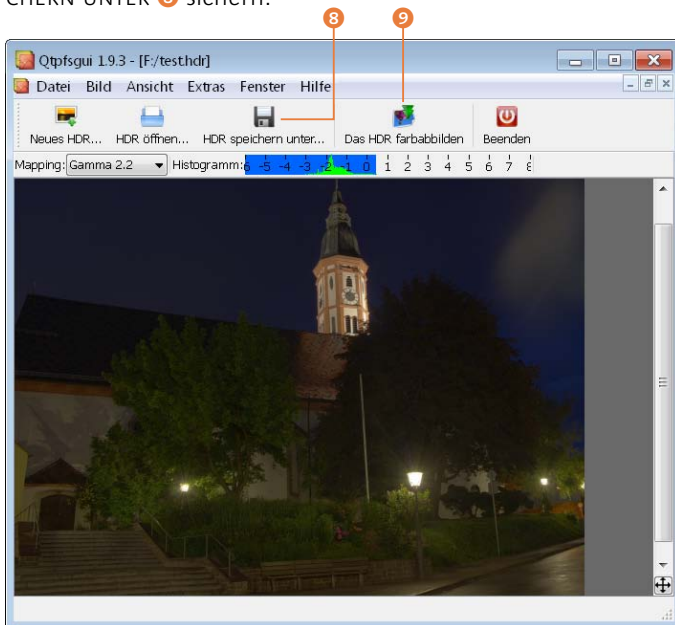 CHERN UNTER 8 sichern.
8
9
Qtpfsgui 1.9.3 - [F:/test.hdr]
Datei Bild Ansicht Extras Fenster Hilfe
Neues HDR... HDR öffnen... HDR speichern unter... Das HDR farbabbilden Beenden
Mapping: Gamma 2.2 Histogramm: -5 -4 -3 -2 -1 0 1 2 3 4 5 6 7